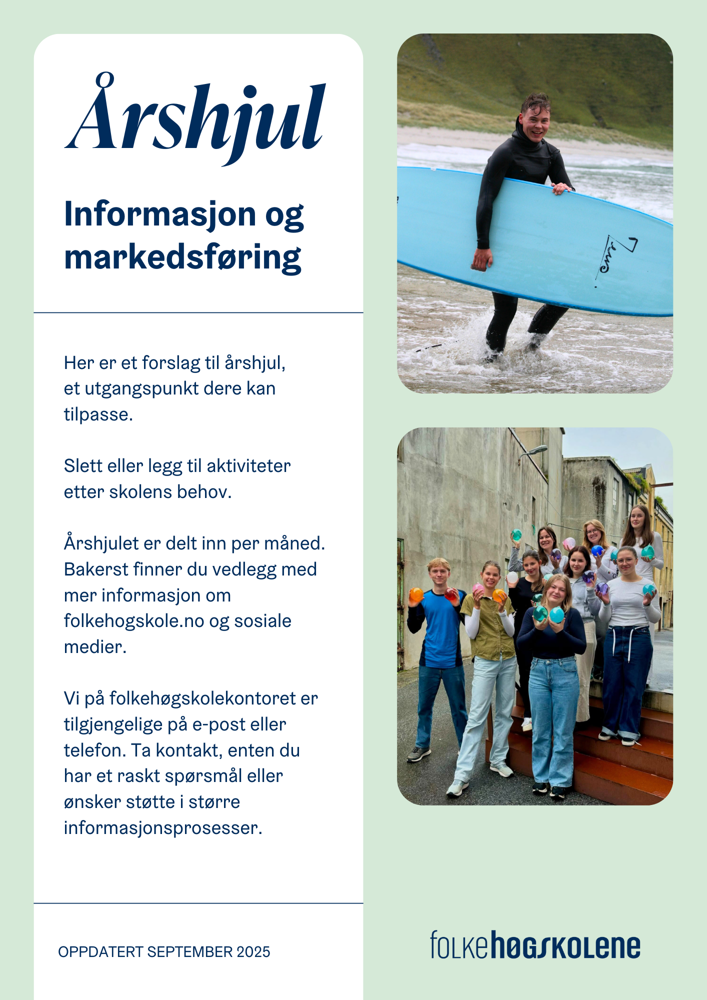 Årshjul
Informasjon og
markedsføring
Her er et forslag til årshjul,
et utgangspunkt dere kan
tilpasse.
Slett eller legg til aktiviteter
etter skolens behov.
Årshjulet er delt inn per måned.
Bakerst finner du vedlegg med
mer informasjon om
folkehogskole.no og sosiale
medier.
Vi på folkehøgskolekontoret er
tilgjengelige på e-post eller
telefon. Ta kontakt, enten du
har et raskt spørsmål eller
ønsker støtte i større
informasjonsprosesser.
OPPDATERT SEPTEMBER 2025
folkehøgskolene